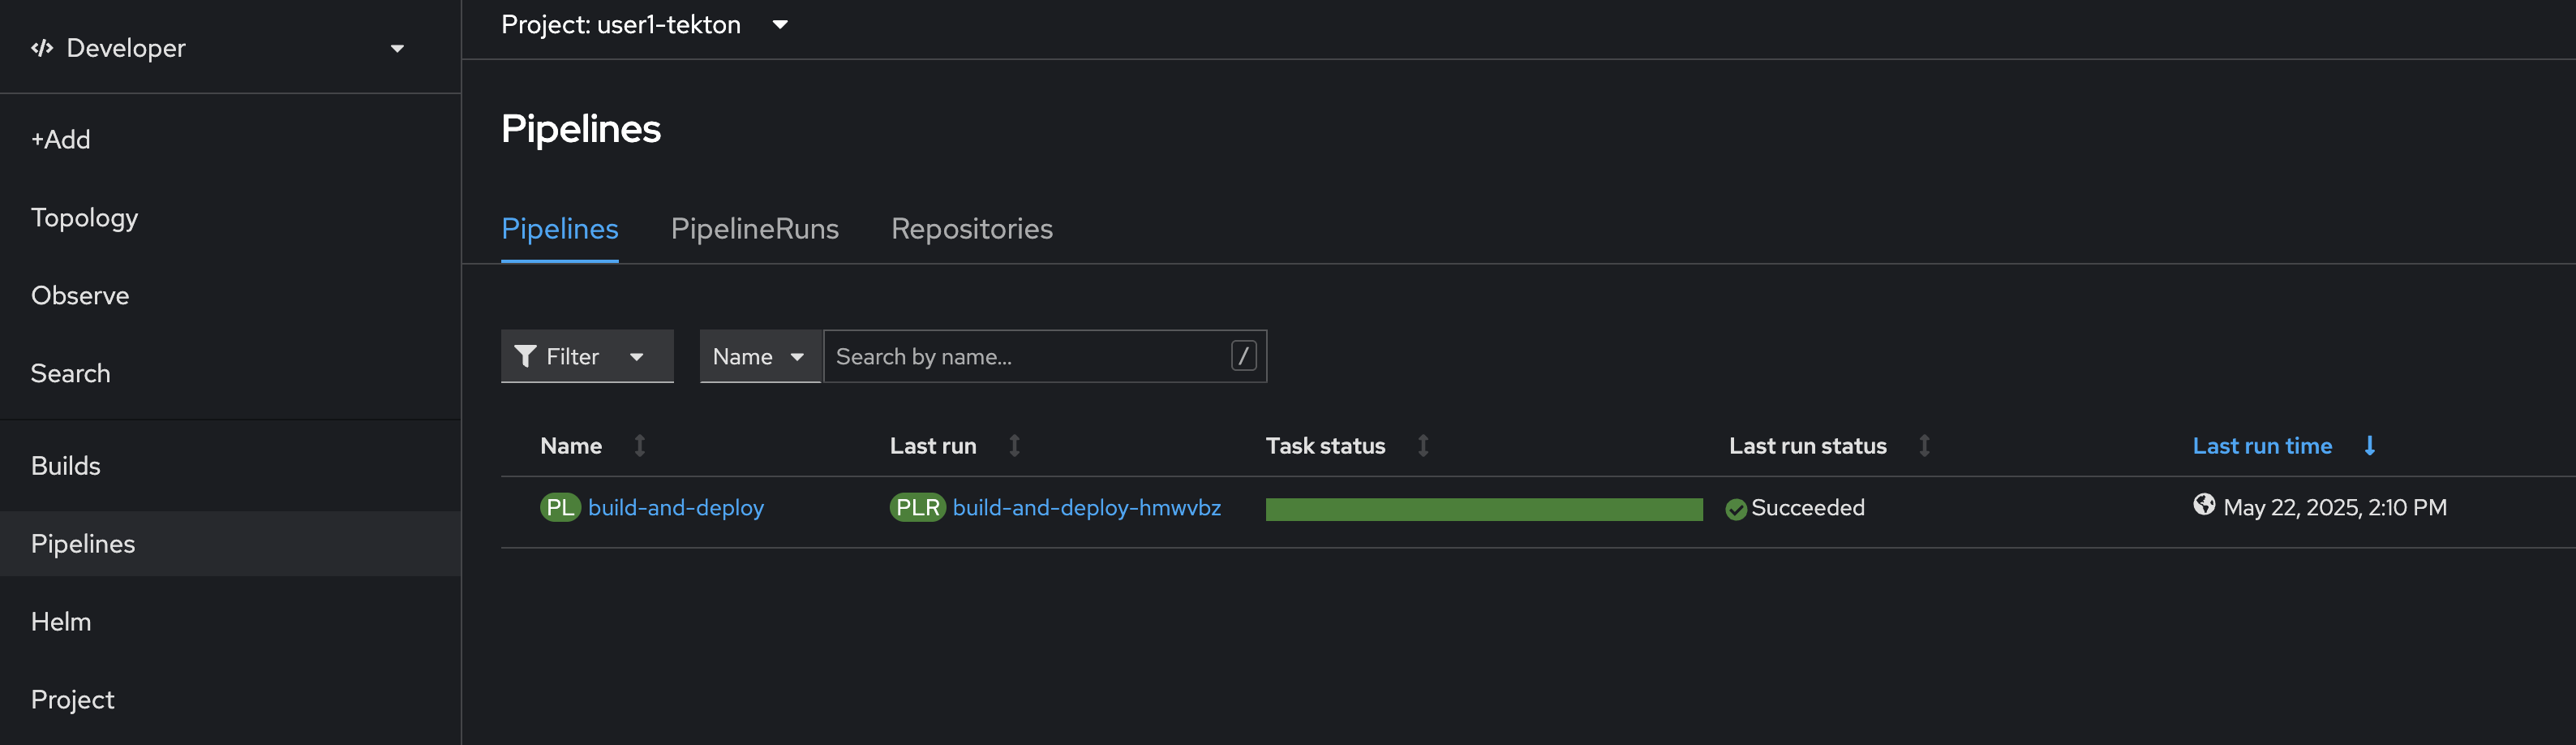 Developer
+Add
Topology
Observe
Search
Builds
Pipelines
Helm
Project
Project: user1-tekton
Pipelines
Pipelines PipelineRuns Repositories
Filter Name Search by name... /
Name Last run Task status Last run status Last run time
PL build-and-deploy PLR build-and-deploy-hmwvbz Succeeded May 22, 2025, 2:10 PM